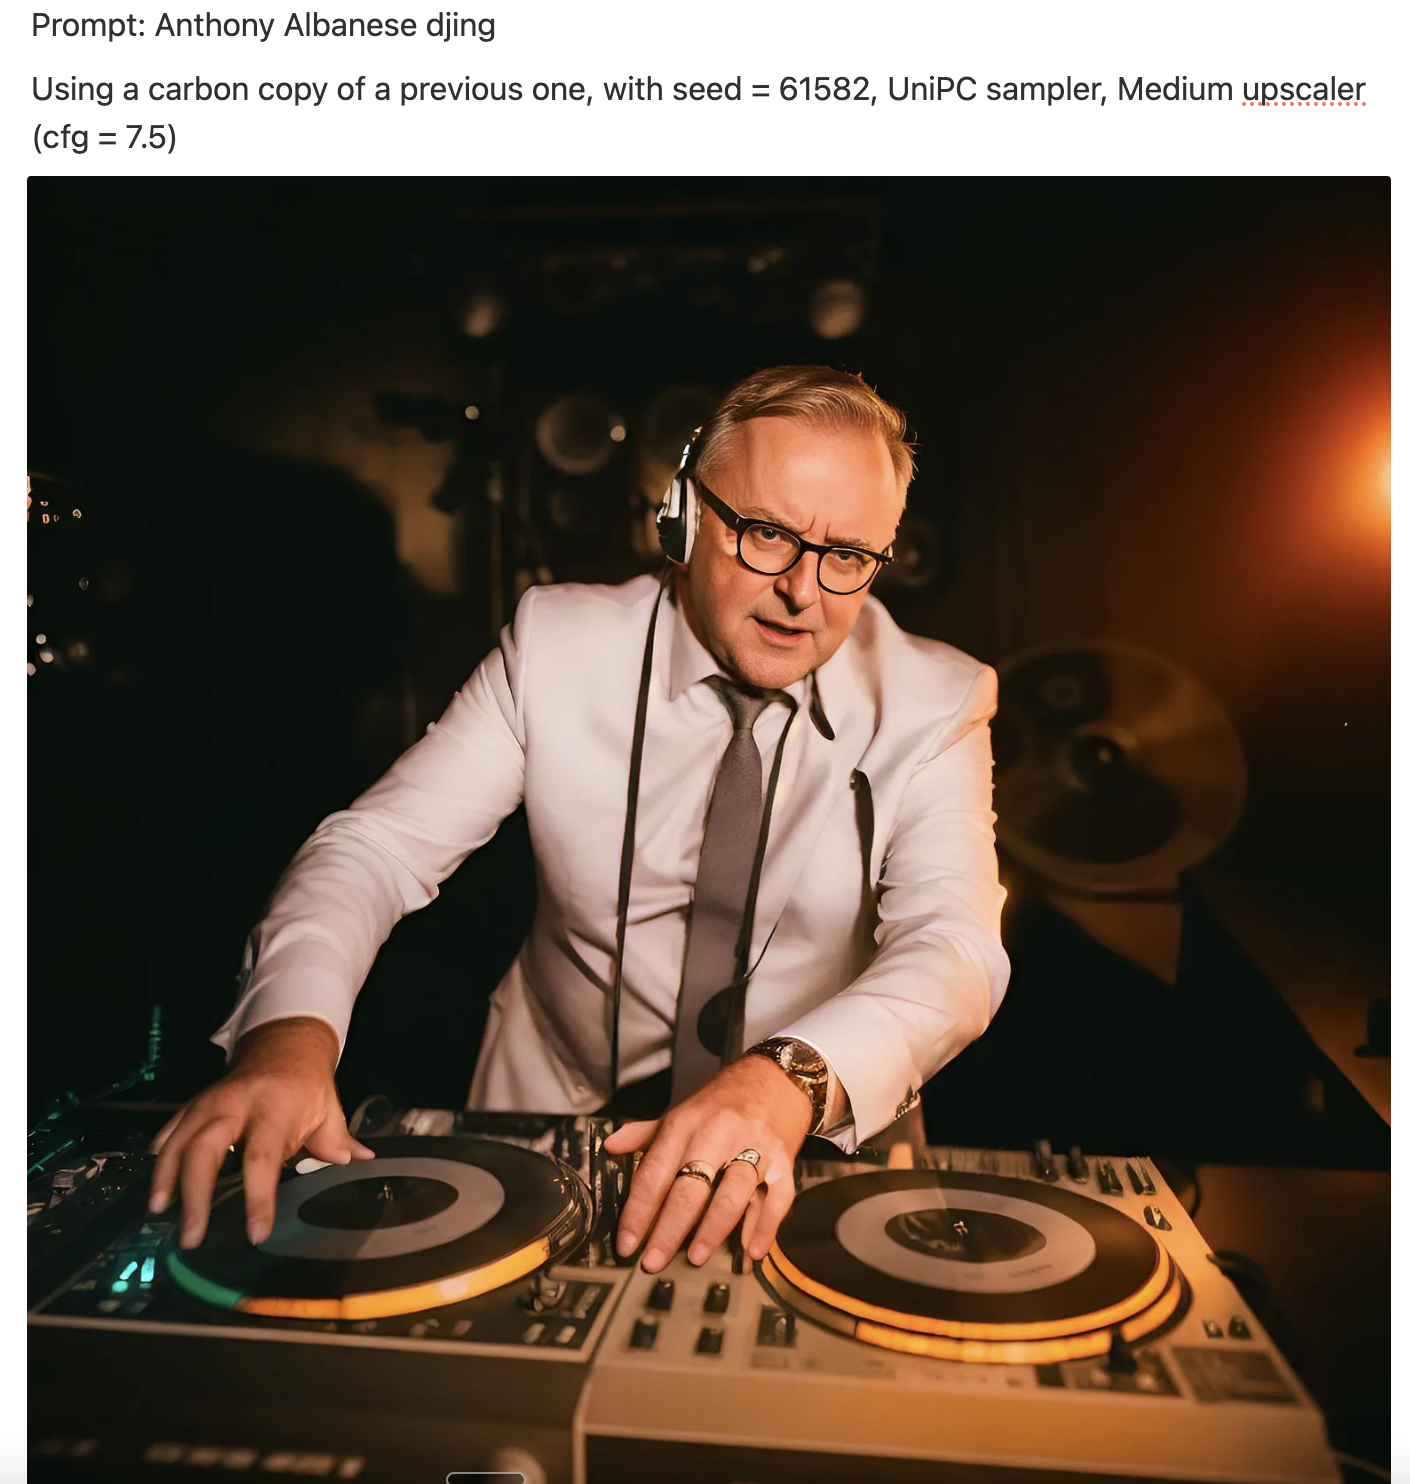 Prompt: Anthony Albanese djing
Using a carbon copy of a previous one, with seed = 61582, UniPC sampler, Medium upscaler
(cfg = 7.5)